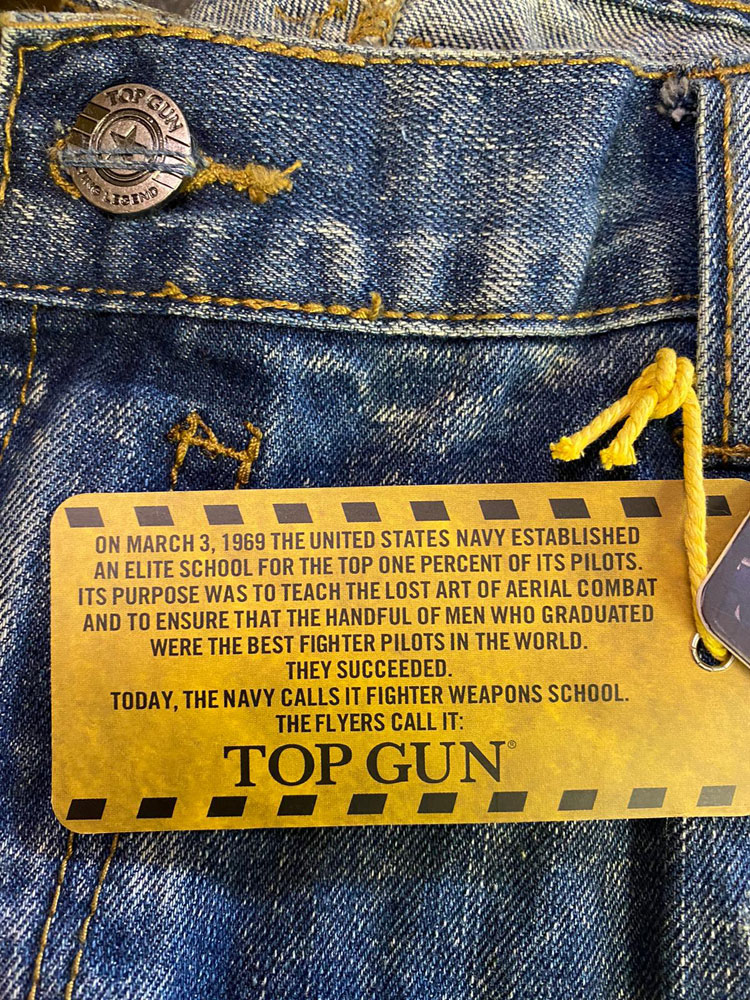 TOP GUN
LEGEND
ON MARCH 3, 1969 THE UNITED STATES NAVY ESTABLISHED
AN ELITE SCHOOL FOR THE TOP ONE PERCENT OF ITS PILOTS.
ITS PURPOSE WAS TO TEACH THE LOST ART OF AERIAL COMBAT
AND TO ENSURE THAT THE HANDFUL OF MEN WHO GRADUATED
WERE THE BEST FIGHTER PILOTS IN THE WORLD.
THEY SUCCEEDED.
TODAY, THE NAVY CALLS IT FIGHTER WEAPONS SCHOOL.
THE FLYERS CALL IT:
TOP GUN®